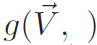 g(\vec{V}, \ )